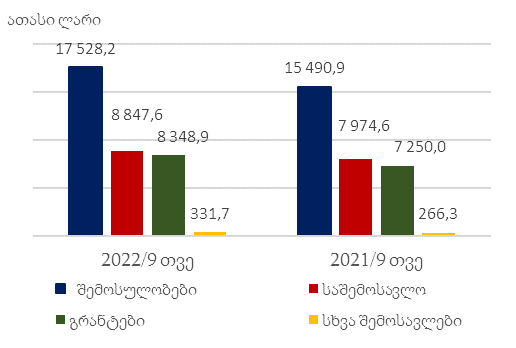 ათასი ლარი
17 528,2
15 490,9
8 847,6
8 348,9
7 974,6
7 250,0
331,7
266,3
2022/9 თვე 2021/9 თვე
შემოსულობები საშემოსავლო
გრანტები სხვა შემოსავლები